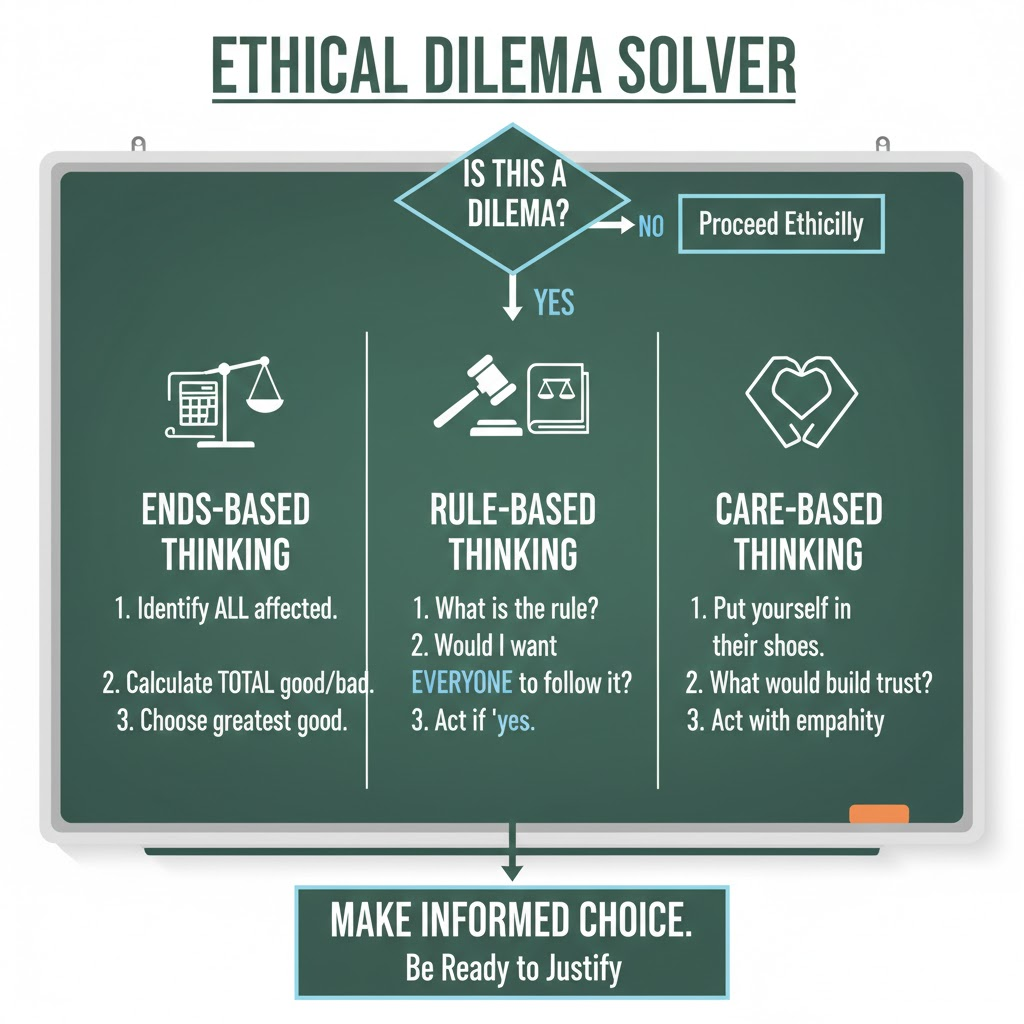 ETHICAL DILEMA SOLVER
IS THIS A
DILEMA?
NO
Proceed Ethicilly
YES
ENDS-BASED
THINKING
1. Identify ALL affected.
2. Calculate TOTAL good/bad.
3. Choose greatest good.
RULE-BASED
THINKING
1. What is the rule?
2. Would I want
EVERYONE to follow it?
3. Act if 'yes.
CARE-BASED
THINKING
1. Put yourself in
their shoes.
2. What would build trust?
3. Act with empahity
MAKE INFORMED CHOICE.
Be Ready to Justify